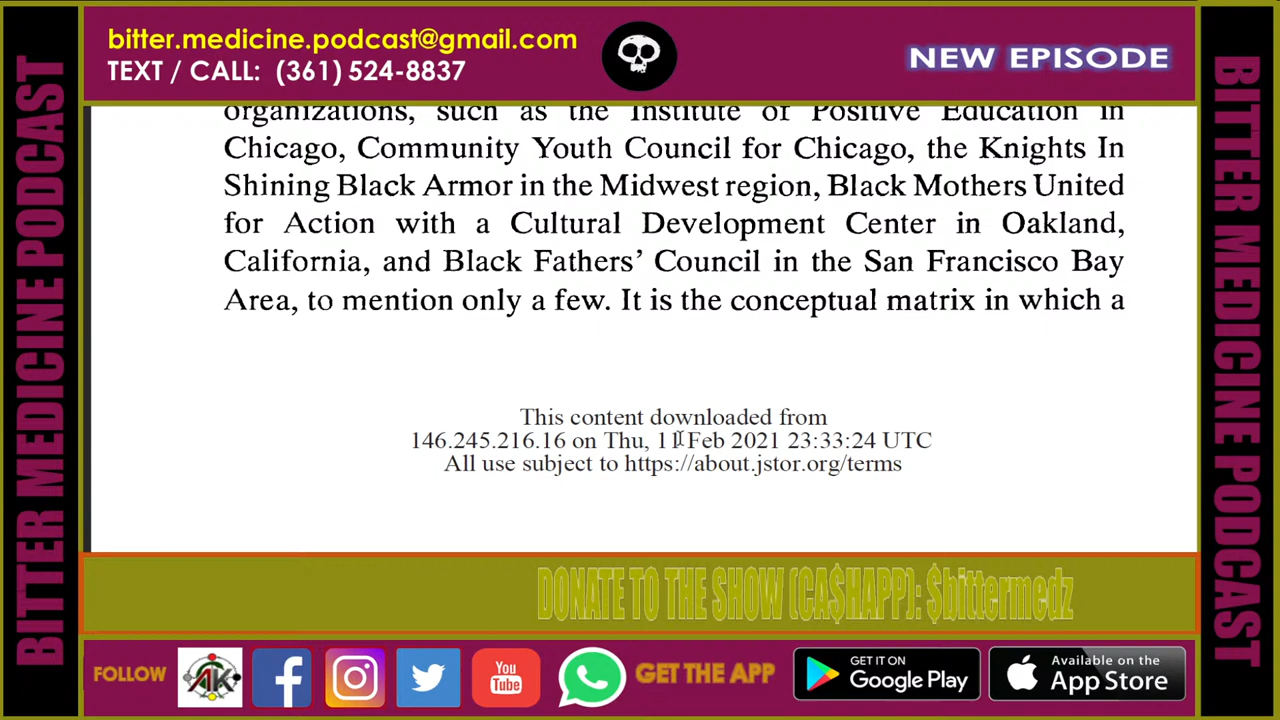 bitter.medicine.podcast@gmail.com
TEXT / CALL: (361) 524-8837
NEW EPISODE
BITTER MEDICINE PODCAST
organizations, such as the Institute of Positive Education in
Chicago, Community Youth Council for Chicago, the Knights In
Shining Black Armor in the Midwest region, Black Mothers United
for Action with a Cultural Development Center in Oakland,
California, and Black Fathers’ Council in the San Francisco Bay
Area, to mention only a few. It is the conceptual matrix in which a
This content downloaded from
146.245.216.16 on Thu, 11 Feb 2021 23:33:24 UTC
All use subject to https://about.jstor.org/terms
BITTER MEDICINE PODCAST
DONATE TO THE SHOW (CA$HAPP): $bittermedz
FOLLOW
ATK
You
Tube
GET THE APP
GET IT ON
Google Play
Available on the
App Store